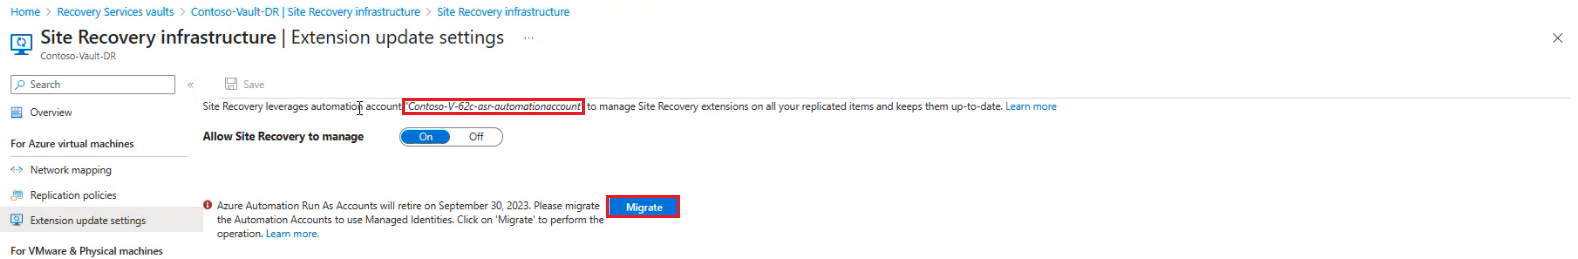 Home > Recovery Services vaults > Contoso-Vault-DR | Site Recovery infrastructure > Site Recovery infrastructure
Site Recovery infrastructure | Extension update settings ...
Contoso-Vault-DR
Search
«
Save
Site Recovery leverages automation account 'Contoso-V-62c-asr-automationaccount' to manage Site Recovery extensions on all your replicated items and keeps them up-to-date. Learn more
Overview
Allow Site Recovery to manage On Off
For Azure virtual machines
Network mapping
Replication policies
Extension update settings
For VMware & Physical machines
Azure Automation Run As Accounts will retire on September 30, 2023. Please migrate
the Automation Accounts to use Managed Identities. Click on 'Migrate' to perform the
operation. Learn more.
Migrate